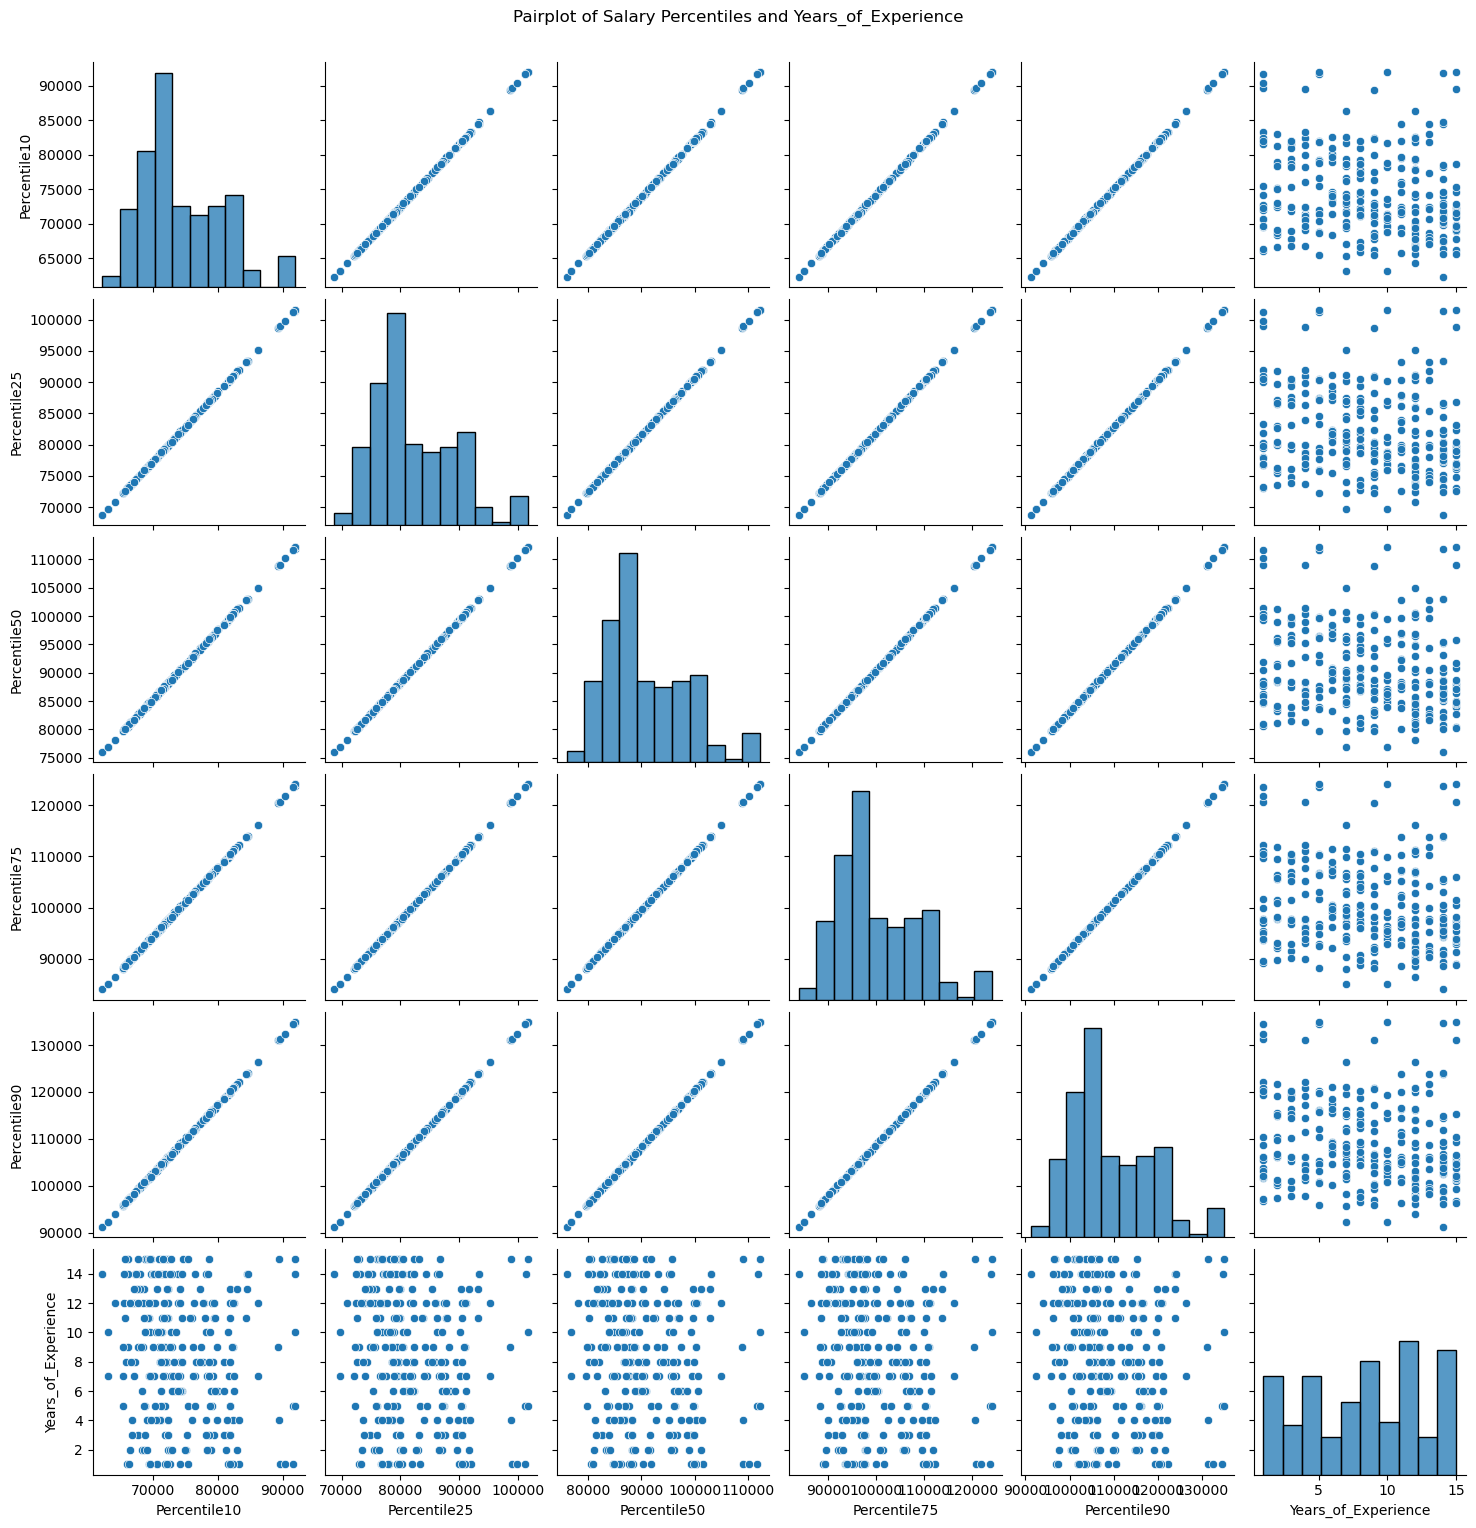 Pairplot of Salary Percentiles and Years_of_Experience
Percentile10
90000
85000
80000
75000
70000
65000
Percentile25
100000
95000
90000
85000
80000
75000
70000
Percentile50
110000
105000
100000
95000
90000
85000
80000
75000
Percentile75
120000
110000
100000
90000
Percentile90
130000
120000
110000
100000
90000
Years_of_Experience
14
12
10
8
6
4
2
70000 80000 90000
70000 80000 90000 100000
80000 90000 100000 110000
90000 100000 110000 120000
90000 100000 110000 120000 130000
5 10 15
Percentile10 Percentile25 Percentile50 Percentile75 Percentile90 Years_of_Experience